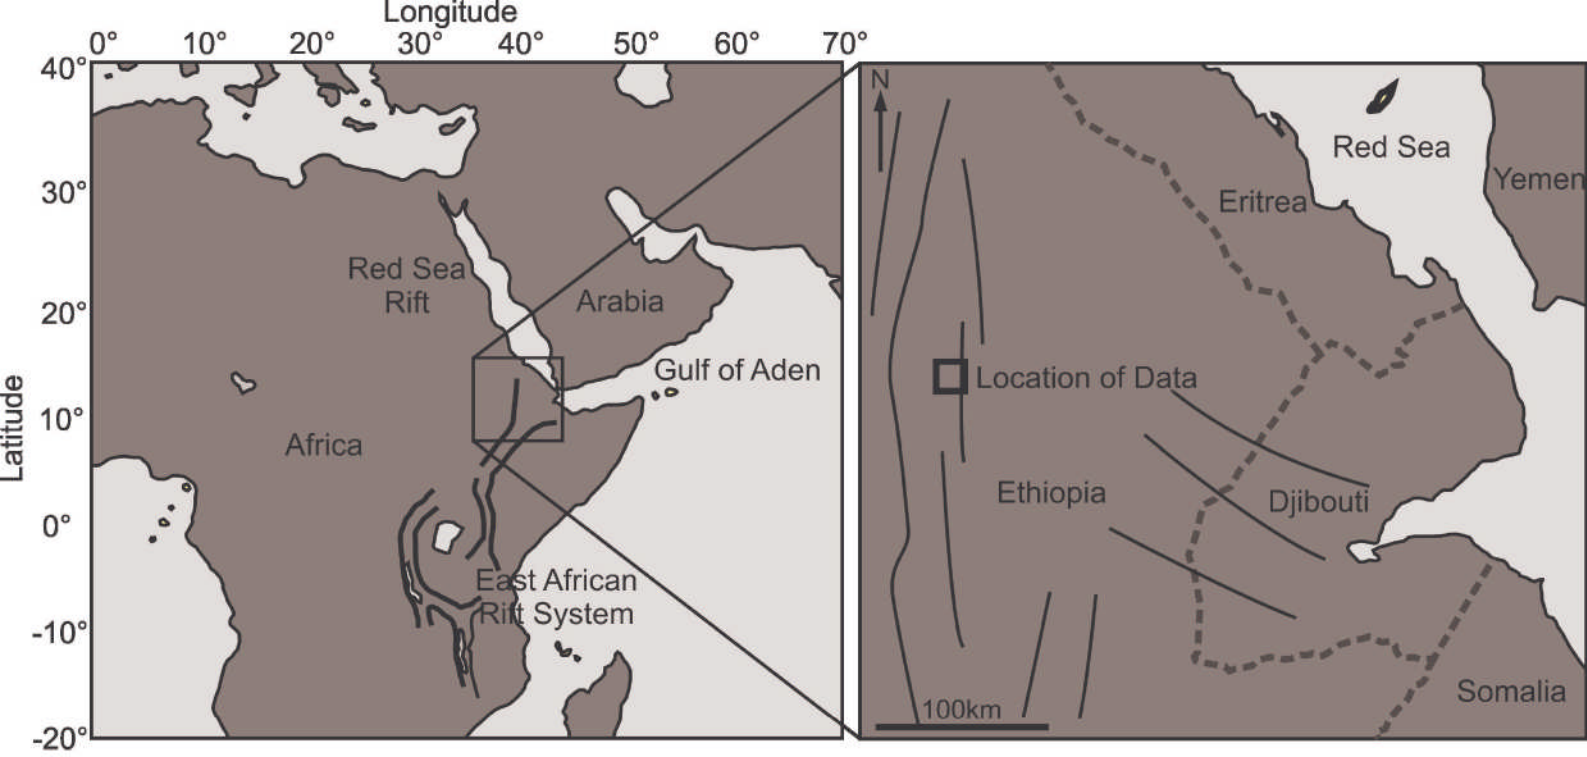 Longitude
0° 10° 20° 30° 40° 50° 60° 70°
40°
30°
20°
10°
0°
-10°
-20°
Latitude
Red Sea
Rift
Arabia
Gulf of Aden
Africa
East African
Rift System
N
Red Sea
Yemen
Eritrea
Location of Data
Ethiopia
Djibouti
Somalia
100km